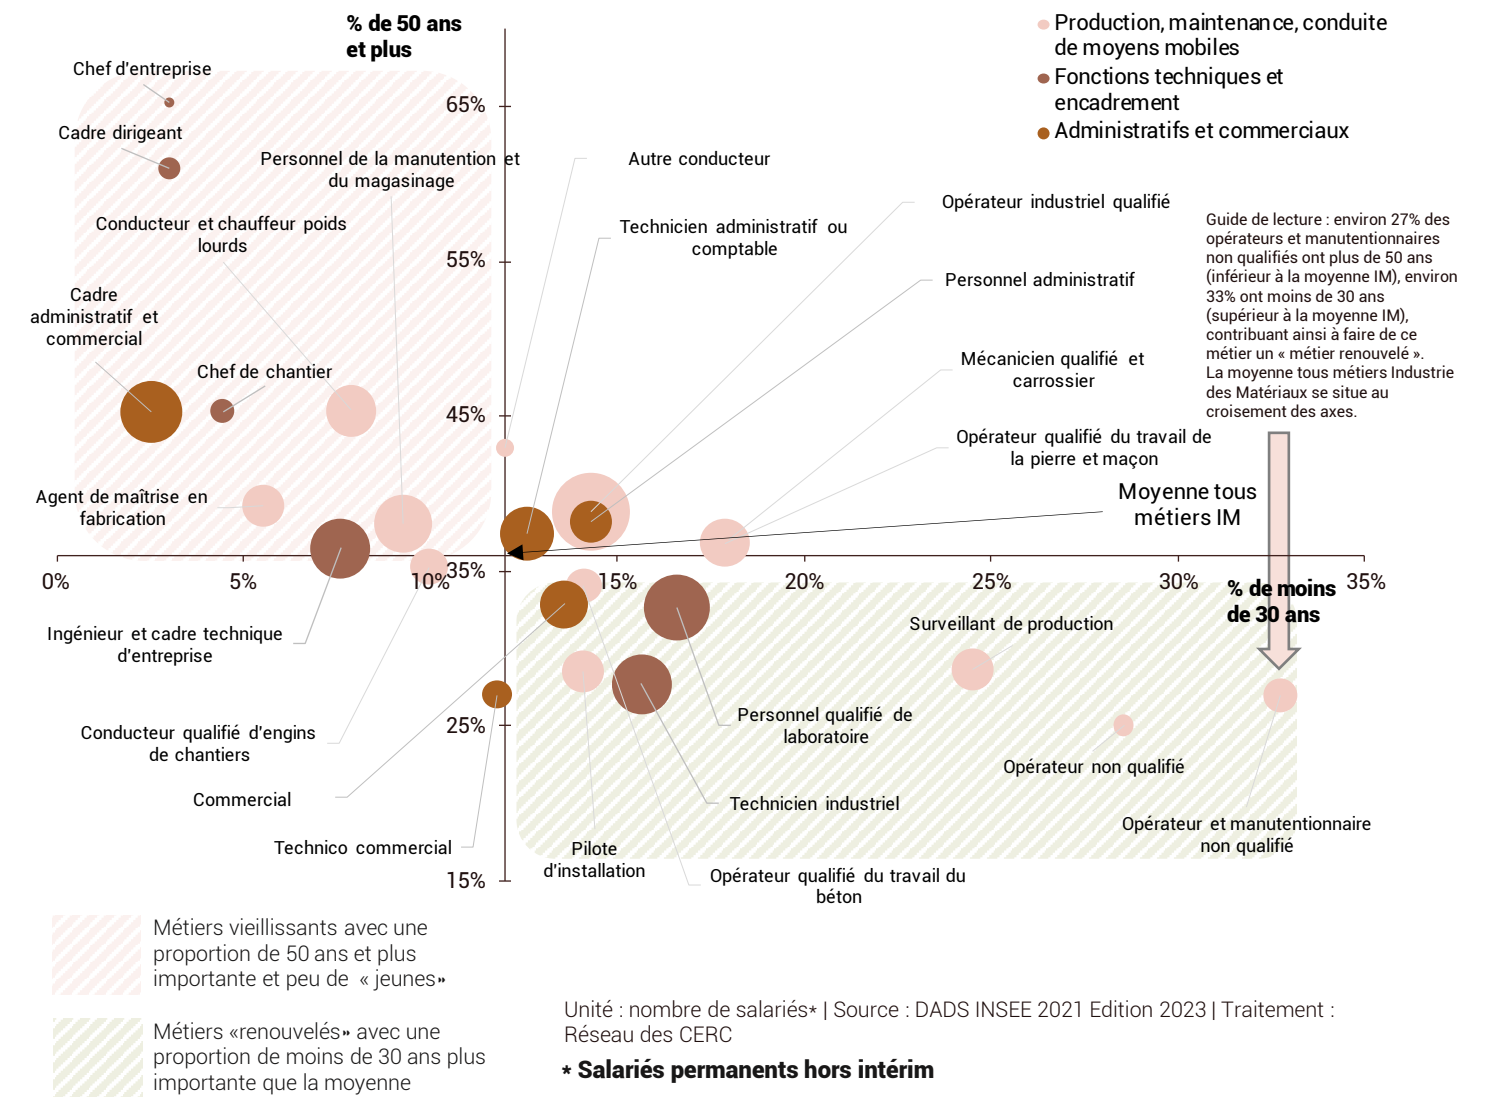 % de 50 ans
et plus
Production, maintenance, conduite
de moyens mobiles
Fonctions techniques et
encadrement
Administratifs et commerciaux
Chef d'entreprise
65%
Cadre dirigeant
Personnel de la manutention et
du magasinage
Autre conducteur
Opérateur industriel qualifié
Conducteur et chauffeur poids
lourds
Technicien administratif ou
comptable
Guide de lecture : environ 27% des
opérateurs et manutentionnaires
non qualifiés ont plus de 50 ans
(inférieur à la moyenne IM), environ
33% ont moins de 30 ans
(supérieur à la moyenne IM),
contribuant ainsi à faire de ce
métier un « métier renouvelé ».
La moyenne tous métiers Industrie
des Matériaux se situe au
croisement des axes.
55%
Personnel administratif
Cadre
administratif et
commercial
Chef de chantier
Mécanicien qualifié et
carrossier
45%
Opérateur qualifié du travail de
la pierre et maçon
Agent de maîtrise en
fabrication
Moyenne tous
métiers IM
0%
5%
10%
35%
15%
20%
25%
30%
35%
% de moins
de 30 ans
Ingénieur et cadre technique
d'entreprise
Surveillant de production
Conducteur qualifié d'engins
de chantiers
25%
Personnel qualifié de
laboratoire
Opérateur non qualifié
Commercial
Technicien industriel
Opérateur et manutentionnaire
non qualifié
Technico commercial
Pilote
d'installation
15%
Opérateur qualifié du travail du
béton
Métiers vieillissants avec une
proportion de 50 ans et plus
importante et peu de « jeunes»
Métiers «renouvelés» avec une
proportion de moins de 30 ans plus
importante que la moyenne
Unité : nombre de salariés* | Source : DADS INSEE 2021 Edition 2023 | Traitement :
Réseau des CERC
* Salariés permanents hors intérim